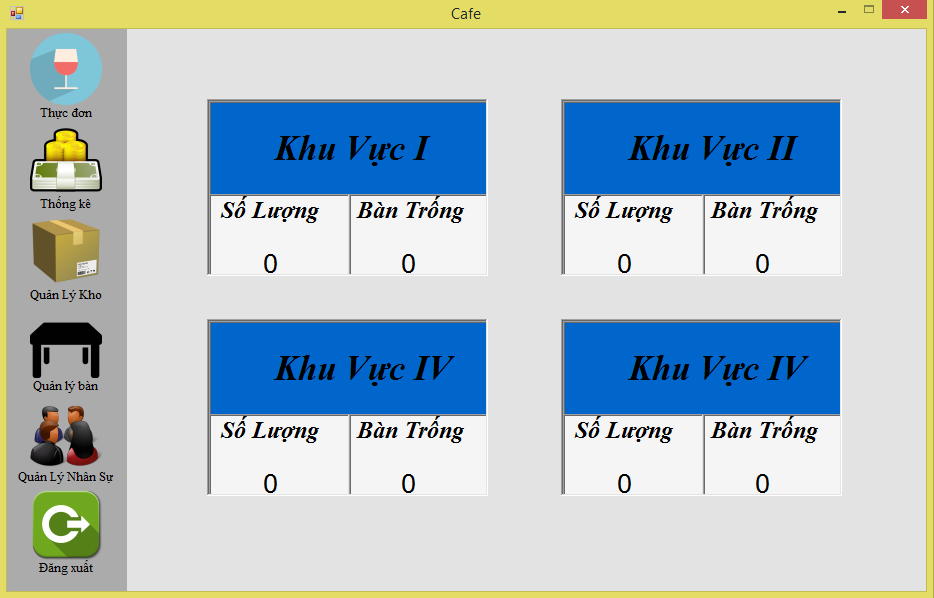 Cafe
Thực đơn
Thống kê
Quản Lý Kho
Quản lý bàn
Quản Lý Nhân Sự
Đăng xuất
Khu Vực I
Số Lượng Bàn Trống
0 0
Khu Vực II
Số Lượng Bàn Trống
0 0
Khu Vực IV
Số Lượng Bàn Trống
0 0
Khu Vực IV
Số Lượng Bàn Trống
0 0